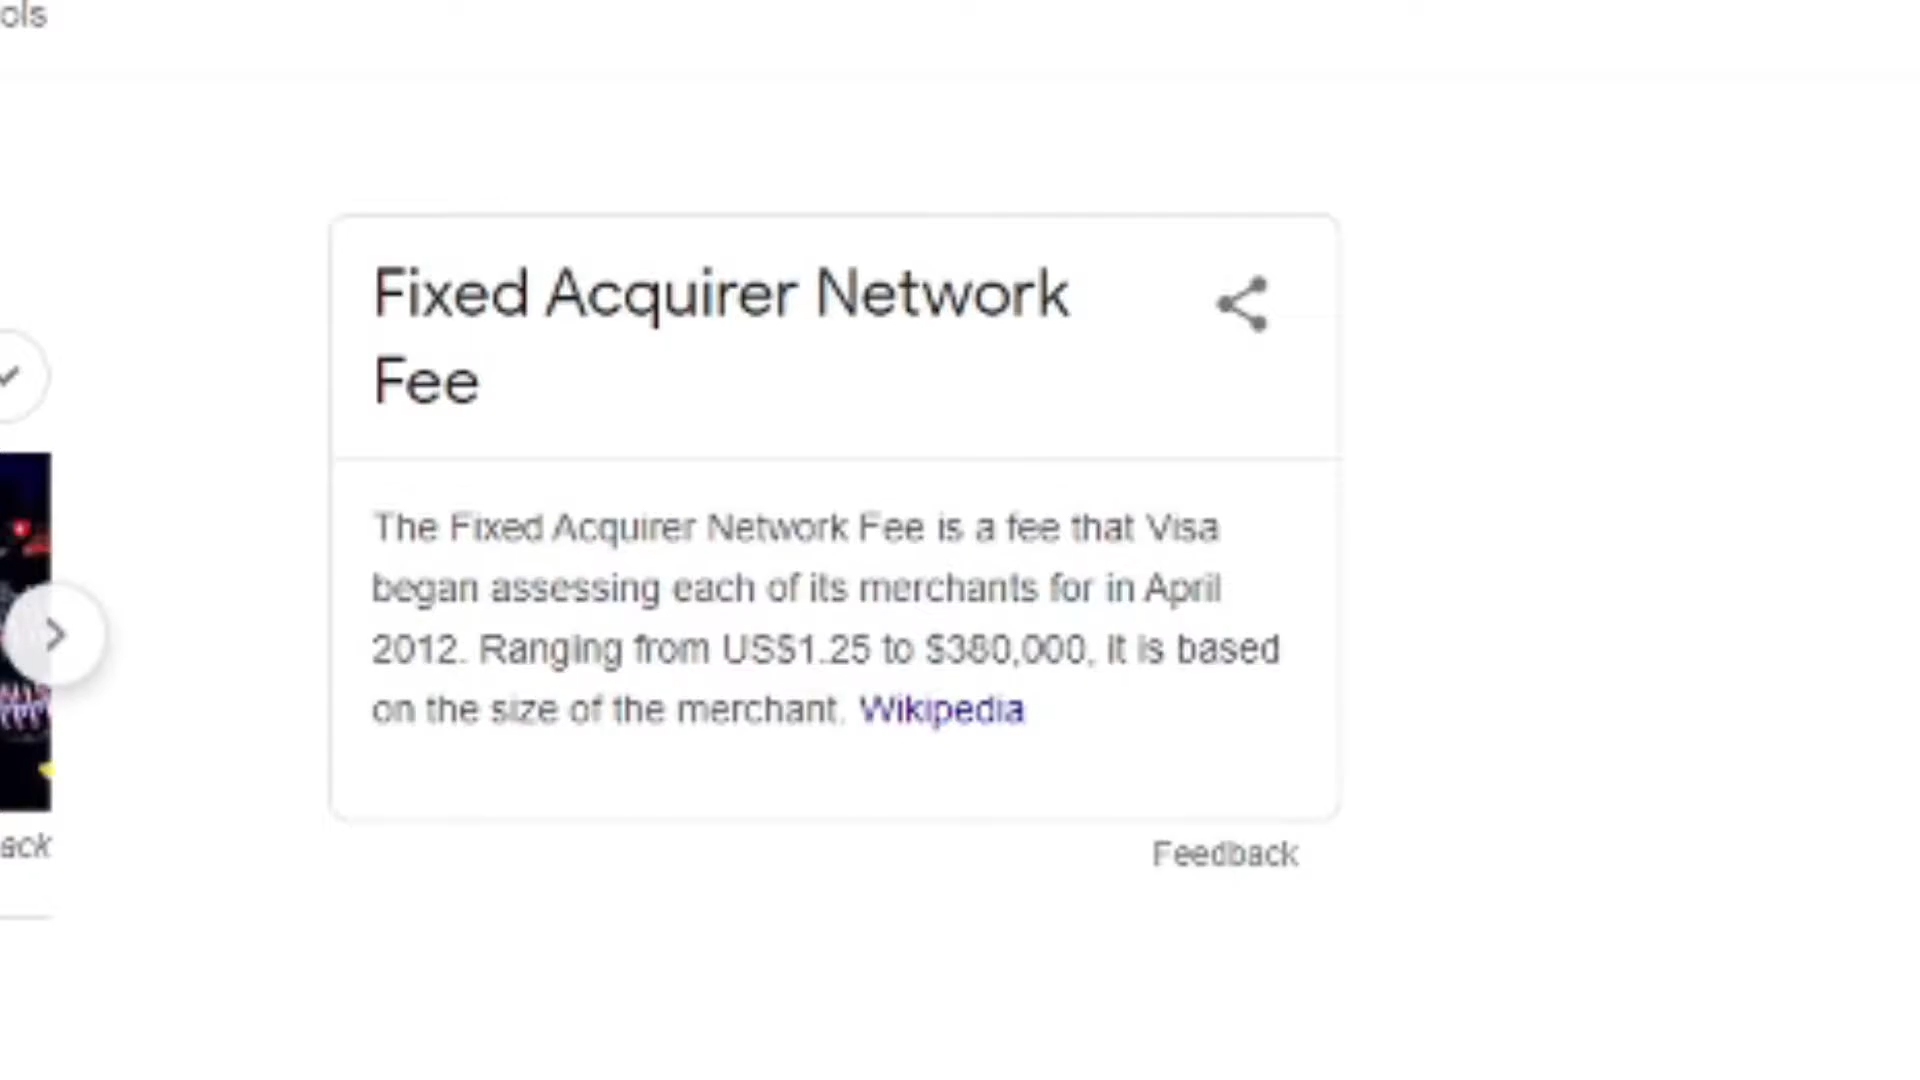 ols
Fixed Acquirer Network
Fee
The Fixed Acquirer Network Fee is a fee that Visa
began assessing each of its merchants for in April
2012. Ranging from US$1.25 to $380,000, it is based
on the size of the merchant. Wikipedia
ack
Feedback